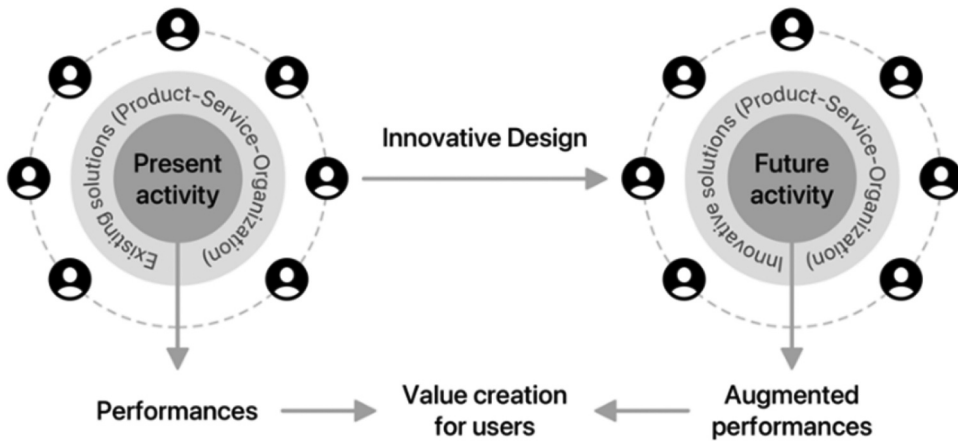 Existing solutions (Product-Service-Organization)
Present
activity
Innovative Design
Innovative solutions (Product-Service-Organization)
Future
activity
Performances
Value creation
for users
Augmented
performances